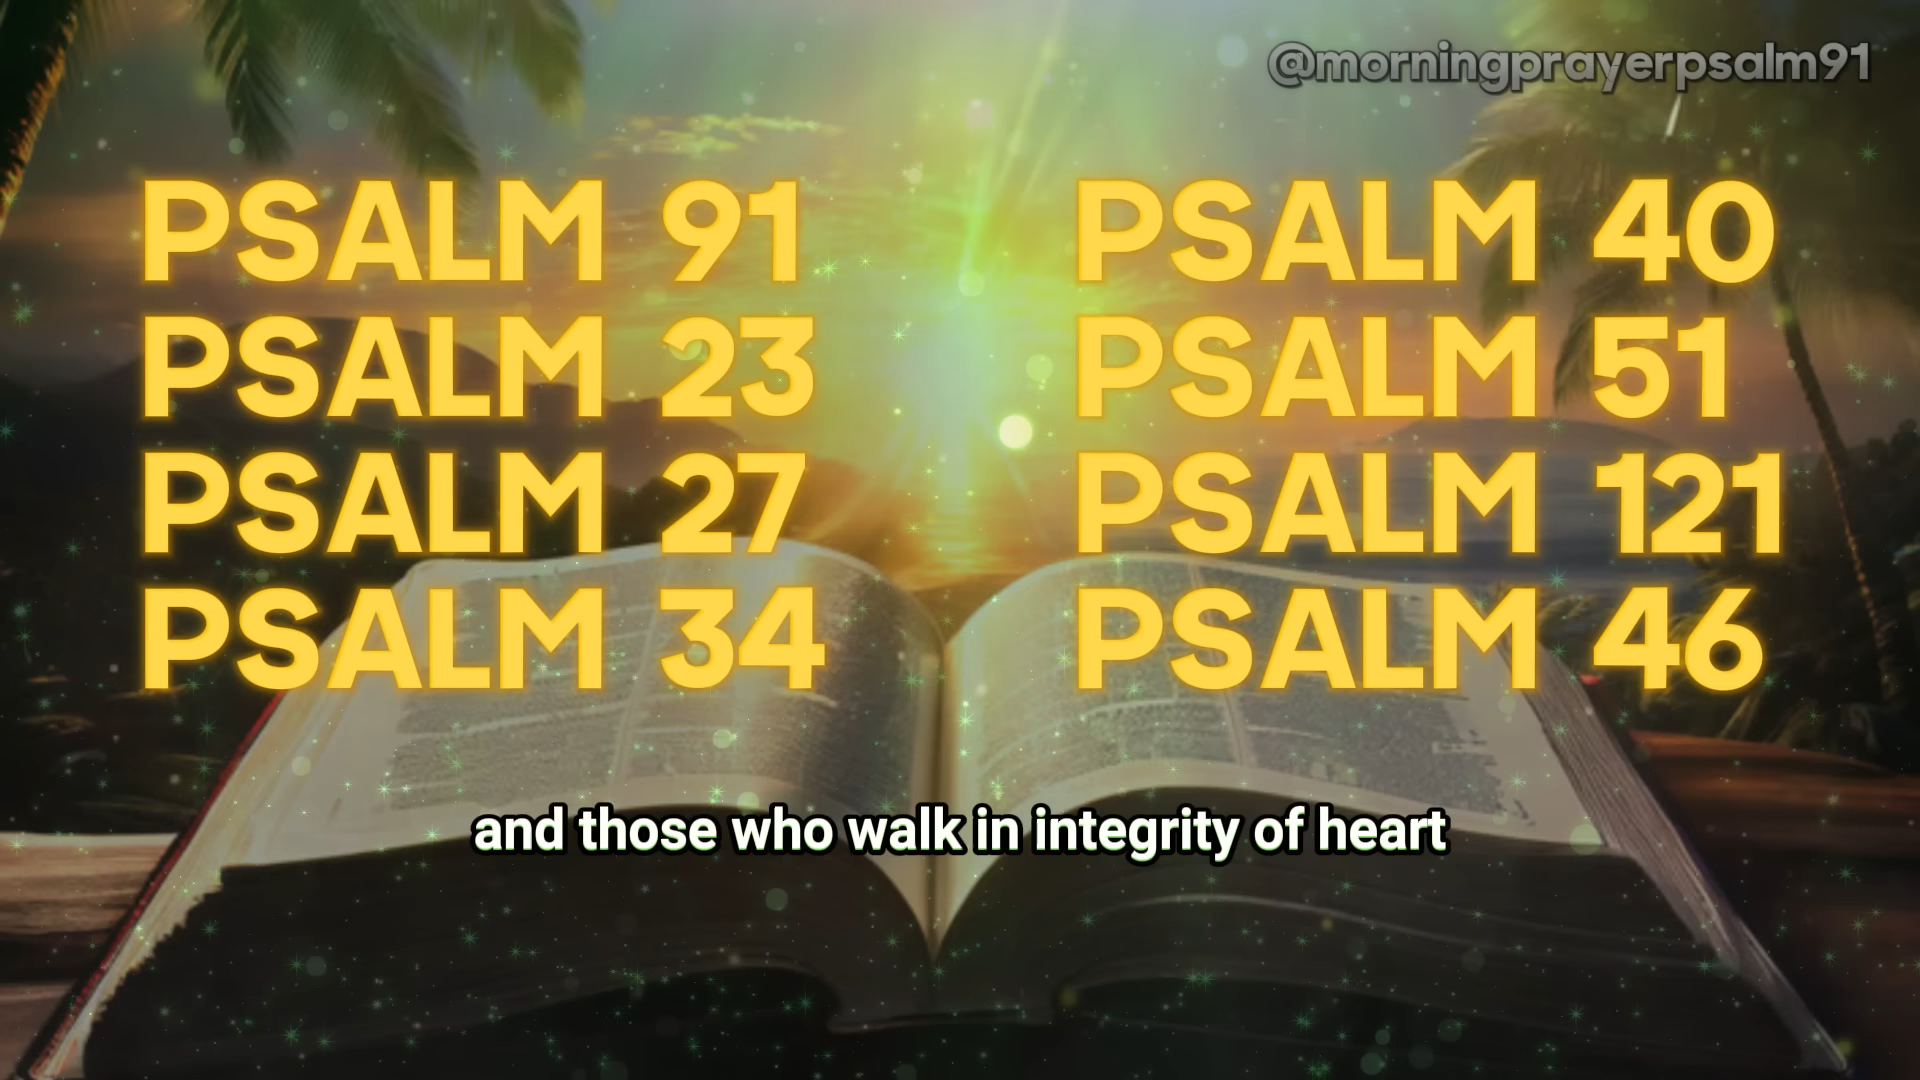 @morningprayerpsalm91
PSALM 91
PSALM 23
PSALM 27
PSALM 34
PSALM 40
PSALM 51
PSALM 121
PSALM 46
and those who walk in integrity of heart